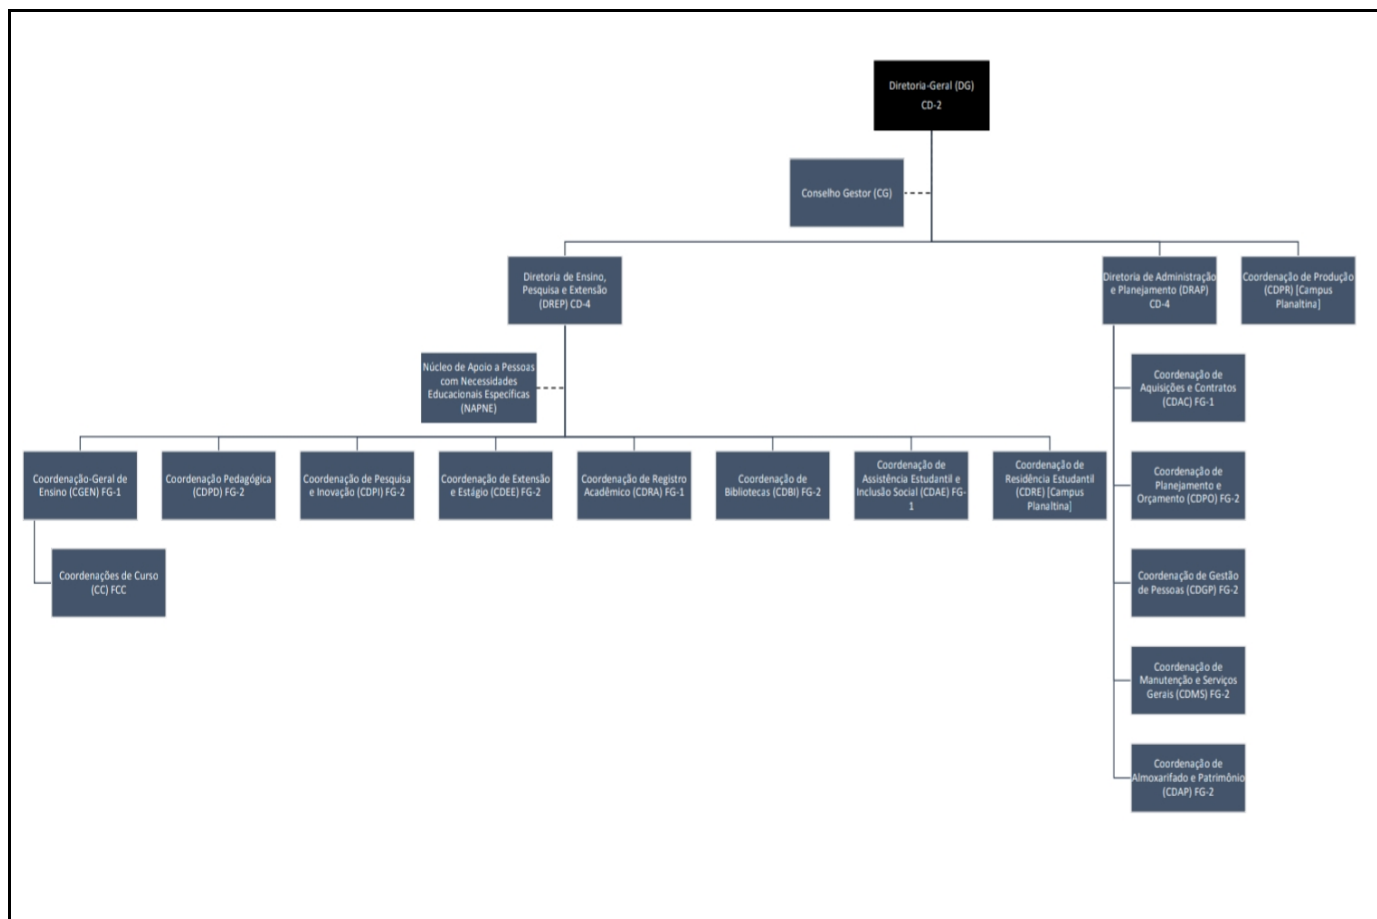 Diretoria-Geral (DG)
CD-2
Conselho Gestor (CG)
Diretoria de Ensino,
Pesquisa e Extensão
(DREP) CD-4
Diretoria de Administração
e Planejamento (DRAP)
CD-4
Coordenação de Produção
(CDPR) [Campus
Planaltina]
Núcleo de Apoio a Pessoas
com Necessidades
Educacionais Específicas
(NAPNE)
Coordenação de
Aquisições e Contratos
(CDAC) FG-1
Coordenação-Geral de
Ensino (CGEN) FG-1
Coordenação Pedagógica
(CDPD) FG-2
Coordenação de Pesquisa
e Inovação (CDPI) FG-2
Coordenação de Extensão
e Estágio (CDEE) FG-2
Coordenação de Registro
Acadêmico (CDRA) FG-1
Coordenação de
Bibliotecas (CDBI) FG-2
Coordenação de
Assistência Estudantil e
Inclusão Social (CDAE) FG-
1
Coordenação de
Residência Estudantil
(CDRE) [Campus
Planaltina]
Coordenação de
Planejamento e
Orçamento (CDPO) FG-2
Coordenações de Curso
(CC) FCC
Coordenação de Gestão
de Pessoas (CDGP) FG-2
Coordenação de
Manutenção e Serviços
Gerais (CDMS) FG-2
Coordenação de
Almoxarifado e Patrimônio
(CDAP) FG-2